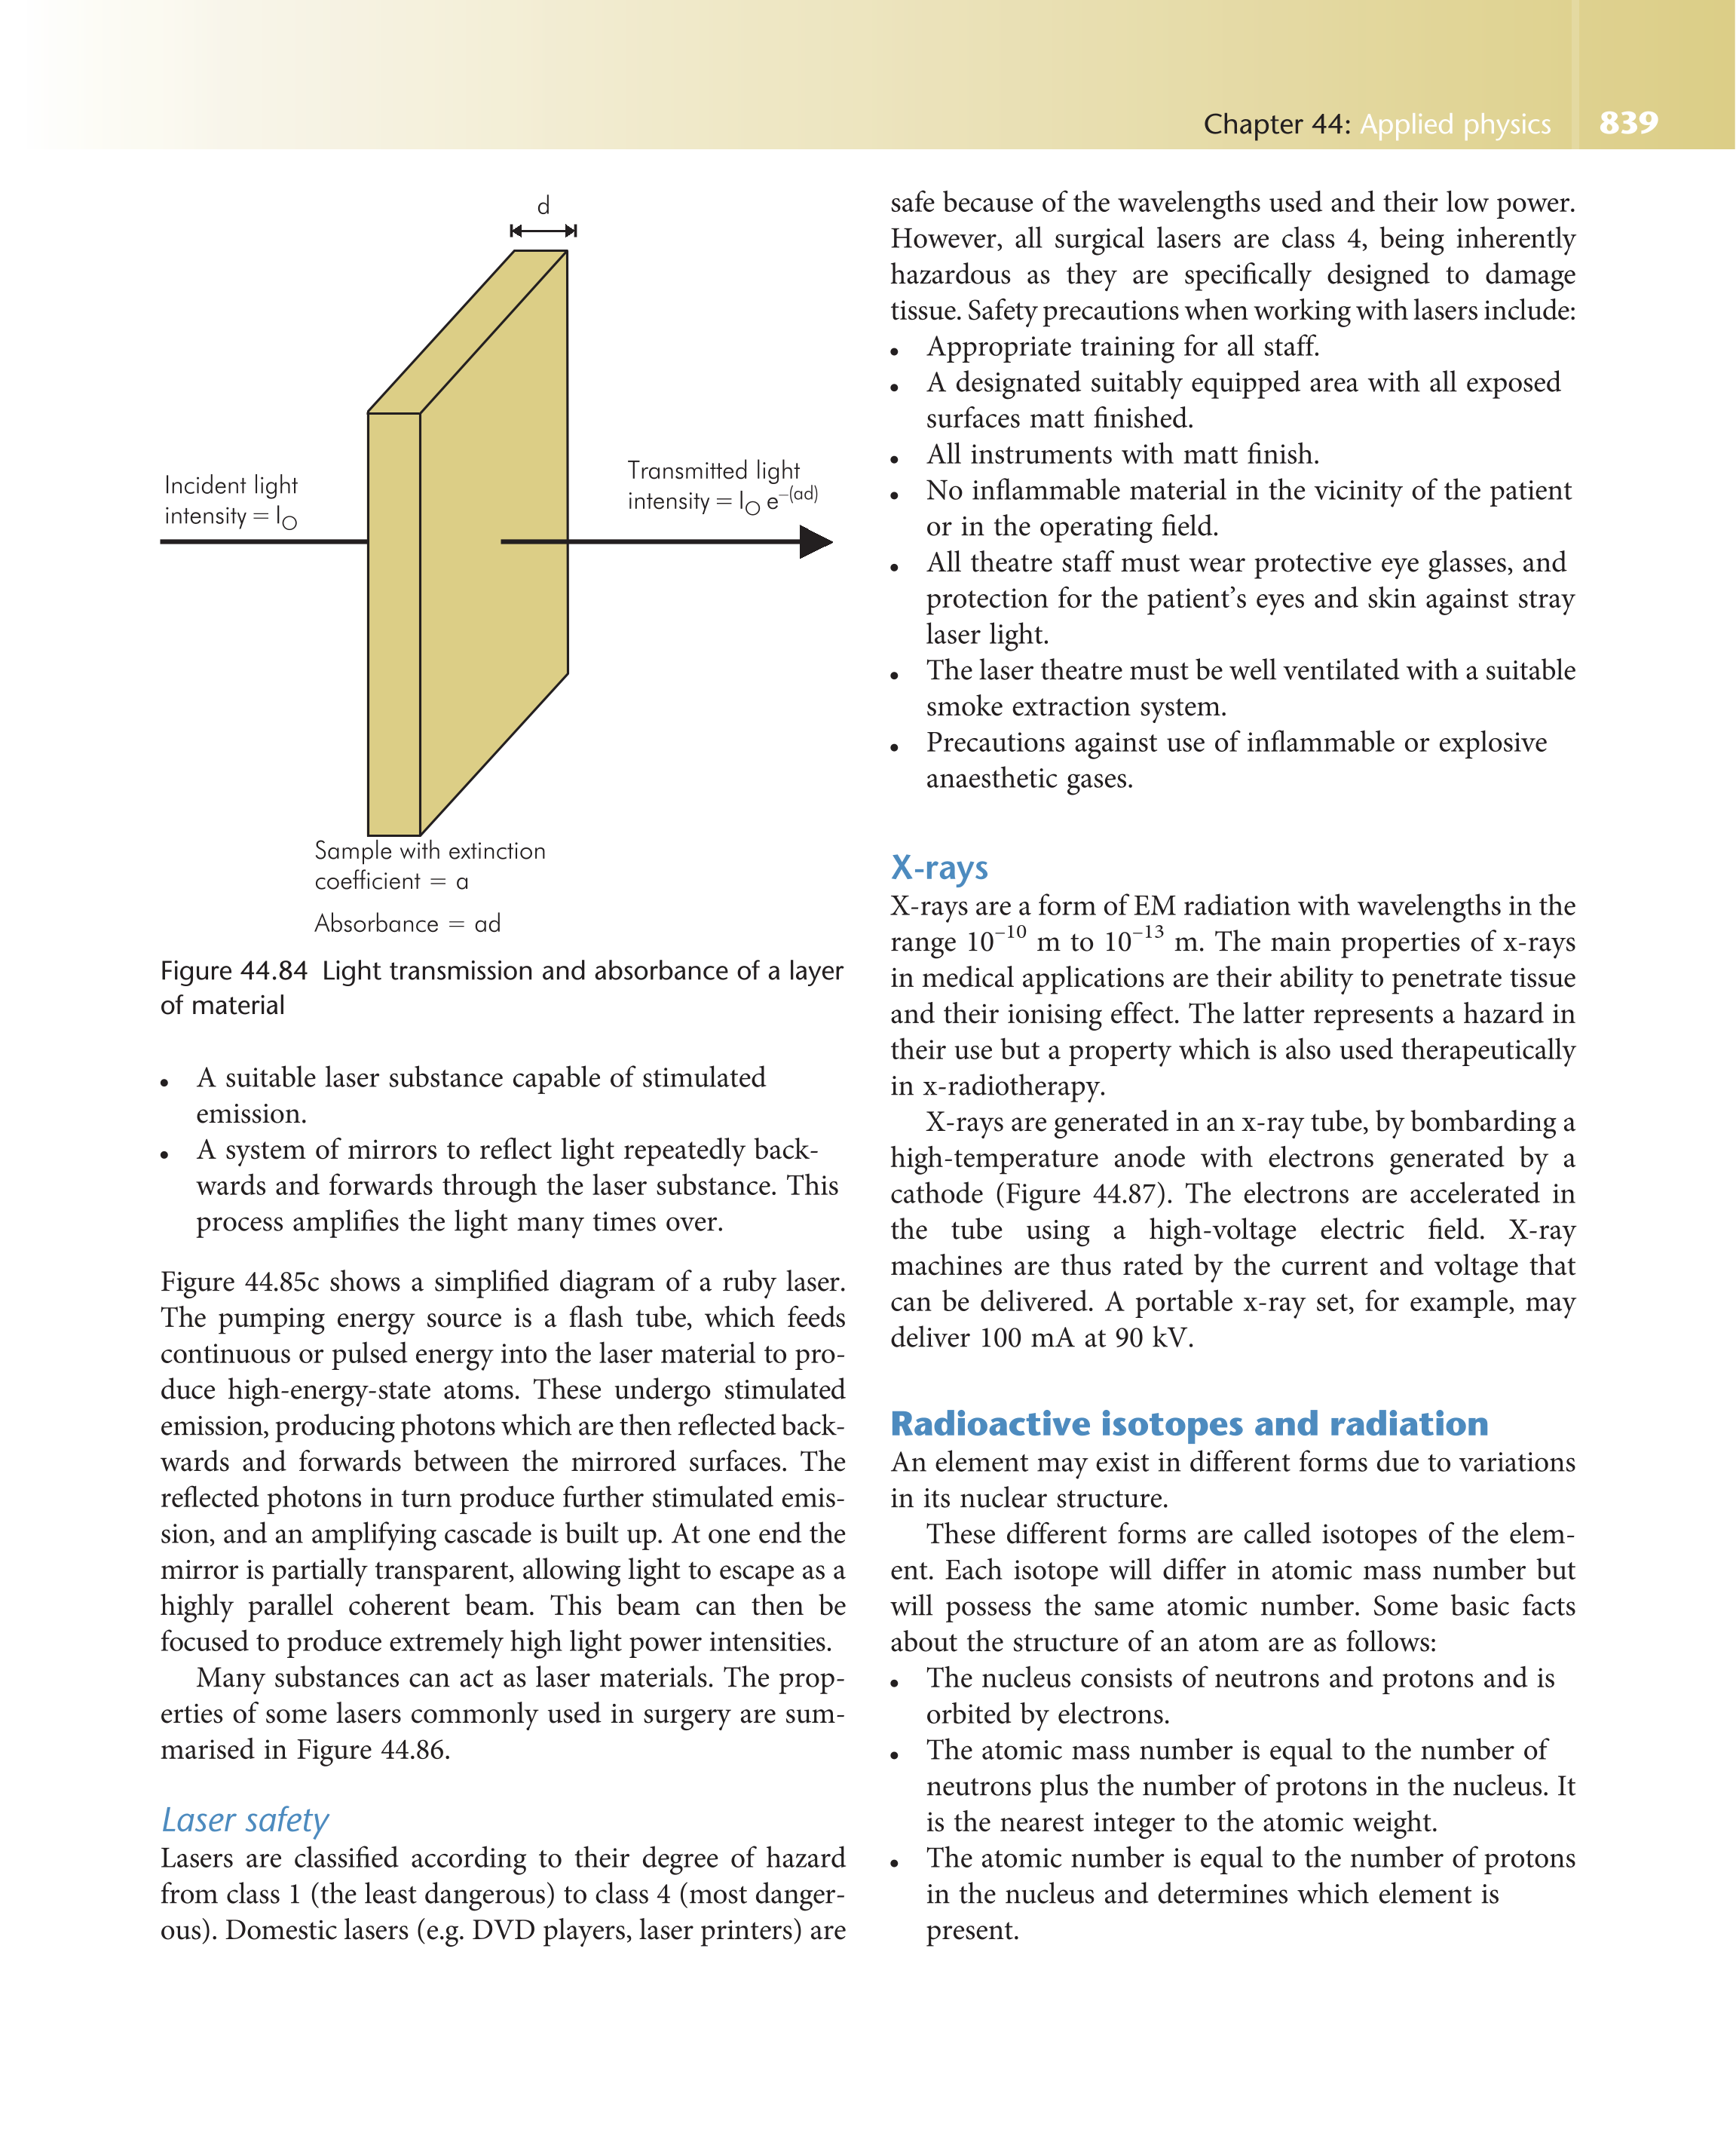 Chapter 44: Applied physics 839
d
Incident light
intensity = I₀
Transmitted light
intensity = I₀ e⁻⁽ᵃᵈ⁾
Sample with extinction
coefficient = a
Absorbance = ad
Figure 44.84 Light transmission and absorbance of a layer
of material
• A suitable laser substance capable of stimulated
emission.
• A system of mirrors to reflect light repeatedly back-
wards and forwards through the laser substance. This
process amplifies the light many times over.
Figure 44.85c shows a simplified diagram of a ruby laser.
The pumping energy source is a flash tube, which feeds
continuous or pulsed energy into the laser material to pro-
duce high-energy-state atoms. These undergo stimulated
emission, producing photons which are then reflected back-
wards and forwards between the mirrored surfaces. The
reflected photons in turn produce further stimulated emis-
sion, and an amplifying cascade is built up. At one end the
mirror is partially transparent, allowing light to escape as a
highly parallel coherent beam. This beam can then be
focused to produce extremely high light power intensities.
Many substances can act as laser materials. The prop-
erties of some lasers commonly used in surgery are sum-
marised in Figure 44.86.
Laser safety
Lasers are classified according to their degree of hazard
from class 1 (the least dangerous) to class 4 (most danger-
ous). Domestic lasers (e.g. DVD players, laser printers) are
safe because of the wavelengths used and their low power.
However, all surgical lasers are class 4, being inherently
hazardous as they are specifically designed to damage
tissue. Safety precautions when working with lasers include:
• Appropriate training for all staff.
• A designated suitably equipped area with all exposed
surfaces matt finished.
• All instruments with matt finish.
• No inflammable material in the vicinity of the patient
or in the operating field.
• All theatre staff must wear protective eye glasses, and
protection for the patient's eyes and skin against stray
laser light.
• The laser theatre must be well ventilated with a suitable
smoke extraction system.
• Precautions against use of inflammable or explosive
anaesthetic gases.
X-rays
X-rays are a form of EM radiation with wavelengths in the
range 10⁻¹⁰ m to 10⁻¹³ m. The main properties of x-rays
in medical applications are their ability to penetrate tissue
and their ionising effect. The latter represents a hazard in
their use but a property which is also used therapeutically
in x-radiotherapy.
X-rays are generated in an x-ray tube, by bombarding a
high-temperature anode with electrons generated by a
cathode (Figure 44.87). The electrons are accelerated in
the tube using a high-voltage electric field. X-ray
machines are thus rated by the current and voltage that
can be delivered. A portable x-ray set, for example, may
deliver 100 mA at 90 kV.
Radioactive isotopes and radiation
An element may exist in different forms due to variations
in its nuclear structure.
These different forms are called isotopes of the elem-
ent. Each isotope will differ in atomic mass number but
will possess the same atomic number. Some basic facts
about the structure of an atom are as follows:
• The nucleus consists of neutrons and protons and is
orbited by electrons.
• The atomic mass number is equal to the number of
neutrons plus the number of protons in the nucleus. It
is the nearest integer to the atomic weight.
• The atomic number is equal to the number of protons
in the nucleus and determines which element is
present.